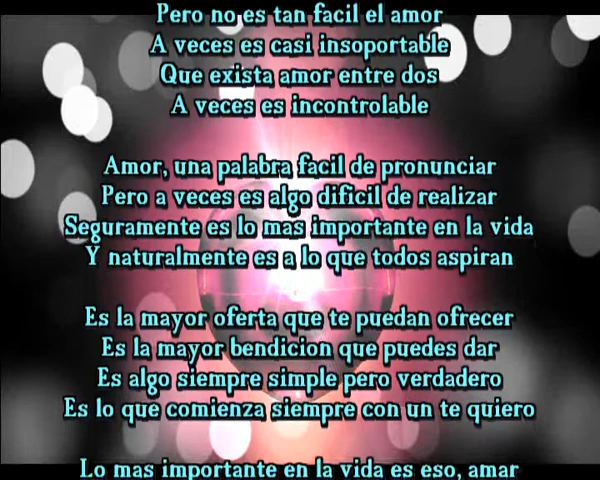 Pero no es tan facil el amor
A veces es casi insoportable
Que exista amor entre dos
A veces es incontrolable
Amor, una palabra facil de pronunciar
Pero a veces es algo dificil de realizar
Seguramente es lo mas importante en la vida
Y naturalmente es a lo que todos aspiran
Es la mayor oferta que te puedan ofrecer
Es la mayor bendicion que puedes dar
Es algo siempre simple pero verdadero
Es lo que comienza siempre con un te quiero
Lo mas importante en la vida es eso, amar